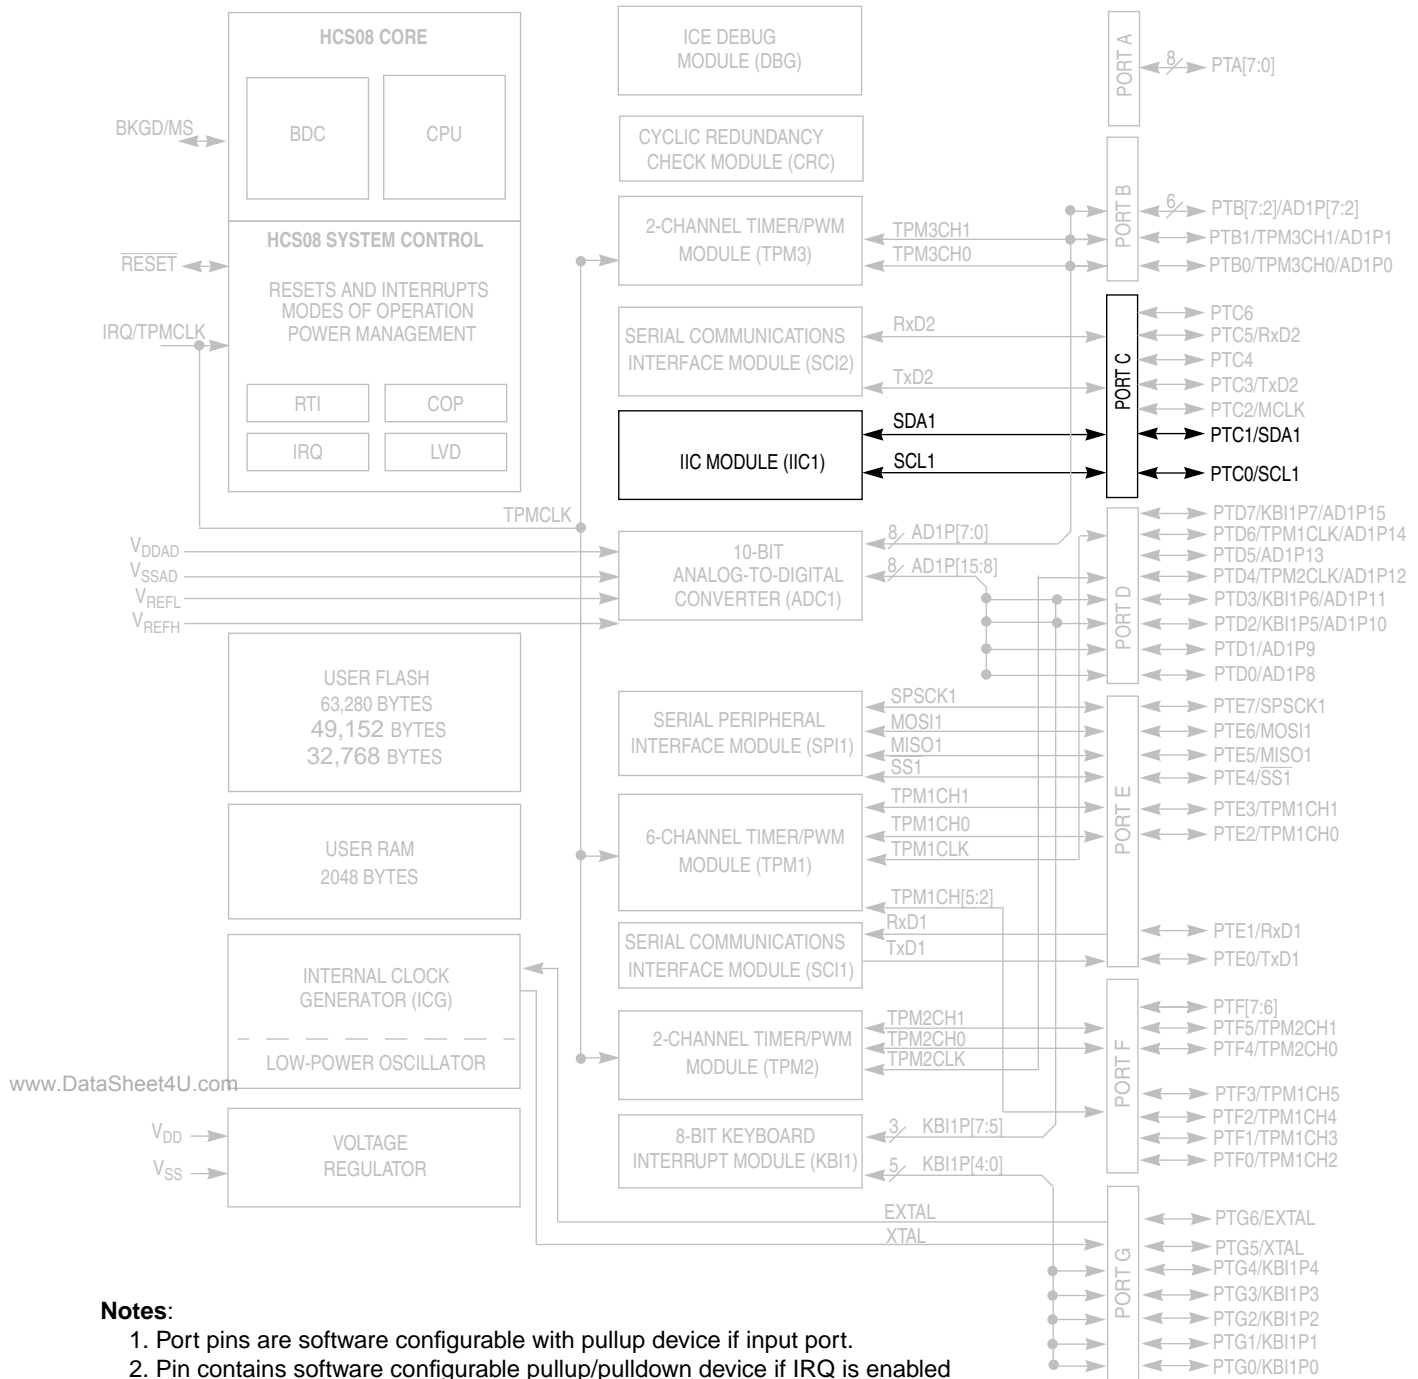 HCS08 CORE
BDC
CPU
BKGD/MS
HCS08 SYSTEM CONTROL
RESET
RESETS AND INTERRUPTS
MODES OF OPERATION
POWER MANAGEMENT
IRQ/TPMCLK
RTI
COP
IRQ
LVD
TPMCLK
VDDAD
VSSAD
VREFL
VREFH
USER FLASH
63,280 BYTES
49,152 BYTES
32,768 BYTES
USER RAM
2048 BYTES
INTERNAL CLOCK
GENERATOR (ICG)
LOW-POWER OSCILLATOR
www.DataSheet4U.com
VDD
VSS
VOLTAGE
REGULATOR
ICE DEBUG
MODULE (DBG)
CYCLIC REDUNDANCY
CHECK MODULE (CRC)
2-CHANNEL TIMER/PWM
MODULE (TPM3)
TPM3CH1
TPM3CH0
SERIAL COMMUNICATIONS
INTERFACE MODULE (SCI2)
RxD2
TxD2
IIC MODULE (IIC1)
SDA1
SCL1
10-BIT
ANALOG-TO-DIGITAL
CONVERTER (ADC1)
8 AD1P[7:0]
8 AD1P[15:8]
SERIAL PERIPHERAL
INTERFACE MODULE (SPI1)
SPSCK1
MOSI1
MISO1
SS1
6-CHANNEL TIMER/PWM
MODULE (TPM1)
TPM1CH1
TPM1CH0
TPM1CLK
TPM1CH[5:2]
SERIAL COMMUNICATIONS
INTERFACE MODULE (SCI1)
RxD1
TxD1
2-CHANNEL TIMER/PWM
MODULE (TPM2)
TPM2CH1
TPM2CH0
TPM2CLK
8-BIT KEYBOARD
INTERRUPT MODULE (KBI1)
3 KBI1P[7:5]
5 KBI1P[4:0]
EXTAL
XTAL
PORT A
8 PTA[7:0]
PORT B
6 PTB[7:2]/AD1P[7:2]
PTB1/TPM3CH1/AD1P1
PTB0/TPM3CH0/AD1P0
PORT C
PTC6
PTC5/RxD2
PTC4
PTC3/TxD2
PTC2/MCLK
PTC1/SDA1
PTC0/SCL1
PORT D
PTD7/KBI1P7/AD1P15
PTD6/TPM1CLK/AD1P14
PTD5/AD1P13
PTD4/TPM2CLK/AD1P12
PTD3/KBI1P6/AD1P11
PTD2/KBI1P5/AD1P10
PTD1/AD1P9
PTD0/AD1P8
PORT E
PTE7/SPSCK1
PTE6/MOSI1
PTE5/MISO1
PTE4/SS1
PTE3/TPM1CH1
PTE2/TPM1CH0
PTE1/RxD1
PTE0/TxD1
PORT F
PTF[7:6]
PTF5/TPM2CH1
PTF4/TPM2CH0
PTF3/TPM1CH5
PTF2/TPM1CH4
PTF1/TPM1CH3
PTF0/TPM1CH2
PORT G
PTG6/EXTAL
PTG5/XTAL
PTG4/KBI1P4
PTG3/KBI1P3
PTG2/KBI1P2
PTG1/KBI1P1
PTG0/KBI1P0
Notes:
1. Port pins are software configurable with pullup device if input port.
2. Pin contains software configurable pullup/pulldown device if IRQ is enabled